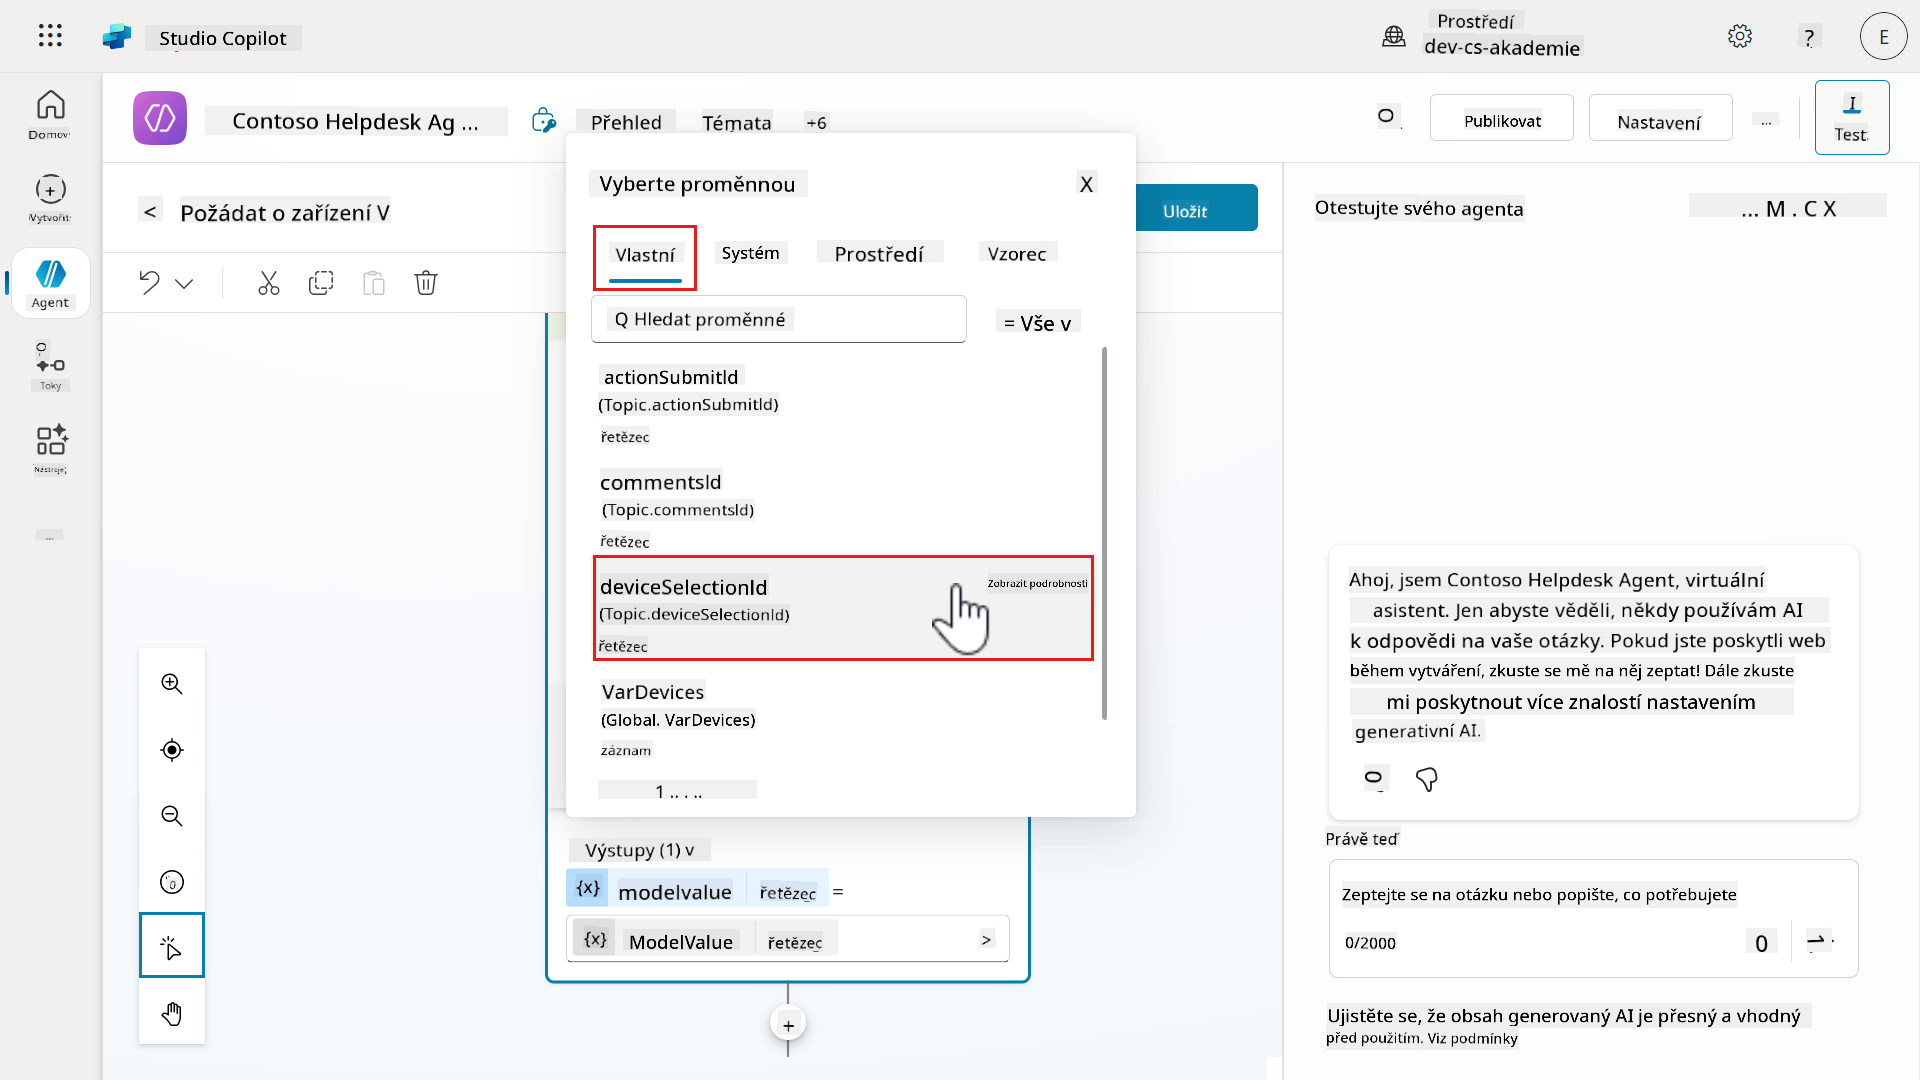 Studio Copilot
Prostředí
dev-cs-akademie
?
E
Domov
Vytvořit
Agent
Toky
Nástroje
Contoso Helpdesk Ag ...
Přehled
Témata
+6
Publikovat
Nastavení
...
Test
< Požádat o zařízení V
Uložit
Vyberte proměnnou
X
Vlastní
Systém
Prostředí
Vzorec
Q Hledat proměnné
= Vše v
actionSubmitId
(Topic.actionSubmitId)
řetězec
commentsId
(Topic.commentsId)
řetězec
deviceSelectionId
Zobrazit podrobnosti
(Topic.deviceSelectionId)
řetězec
VarDevices
(Global. VarDevices)
záznam
Výstupy (1) v
{x} modelvalue řetězec =
{x} ModelValue řetězec >
+
Otestujte svého agenta
... M . C X
Ahoj, jsem Contoso Helpdesk Agent, virtuální
asistent. Jen abyste věděli, někdy používám AI
k odpovědi na vaše otázky. Pokud jste poskytli web
během vytváření, zkuste se mě na něj zeptat! Dále zkuste
mi poskytnout více znalostí nastavením
generativní AI.
Právě teď
Zeptejte se na otázku nebo popište, co potřebujete
0/2000
0
Ujistěte se, že obsah generovaný AI je přesný a vhodný
před použitím. Viz podmínky